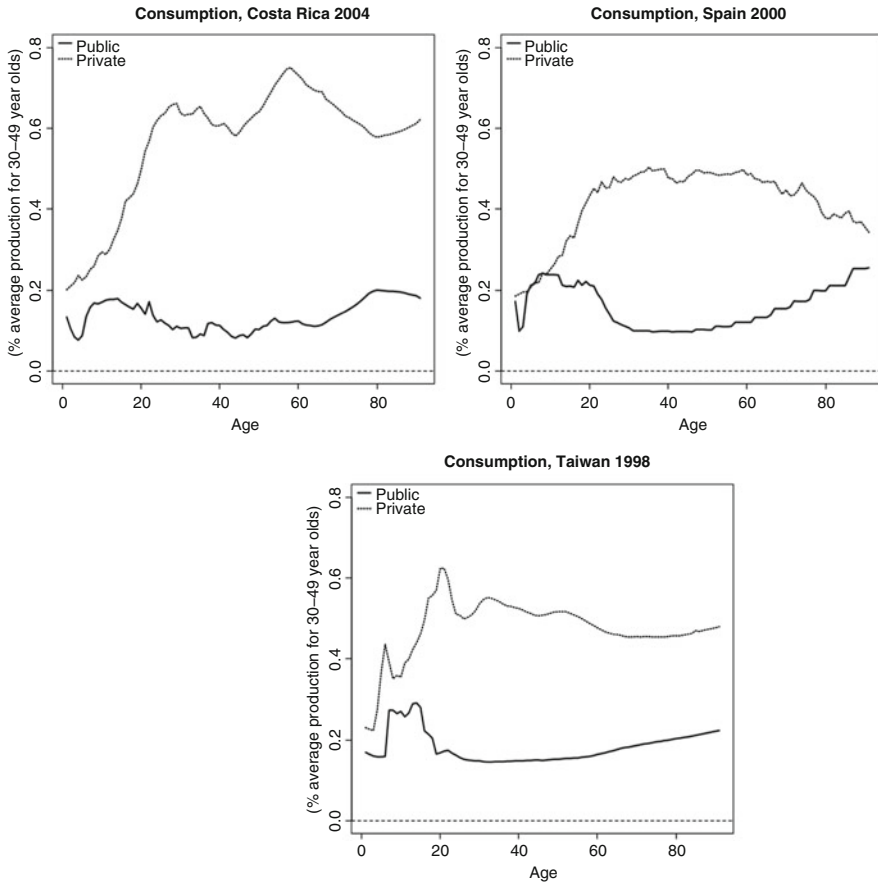 Consumption, Costa Rica 2004
Public
Private
(% average production for 30–49 year olds)
0.8
0.6
0.4
0.2
0.0
0 20 40 60 80
Age
Consumption, Spain 2000
Public
Private
(% average production for 30–49 year olds)
0.8
0.6
0.4
0.2
0.0
0 20 40 60 80
Age
Consumption, Taiwan 1998
Public
Private
(% average production for 30–49 year olds)
0.8
0.6
0.4
0.2
0.0
0 20 40 60 80
Age